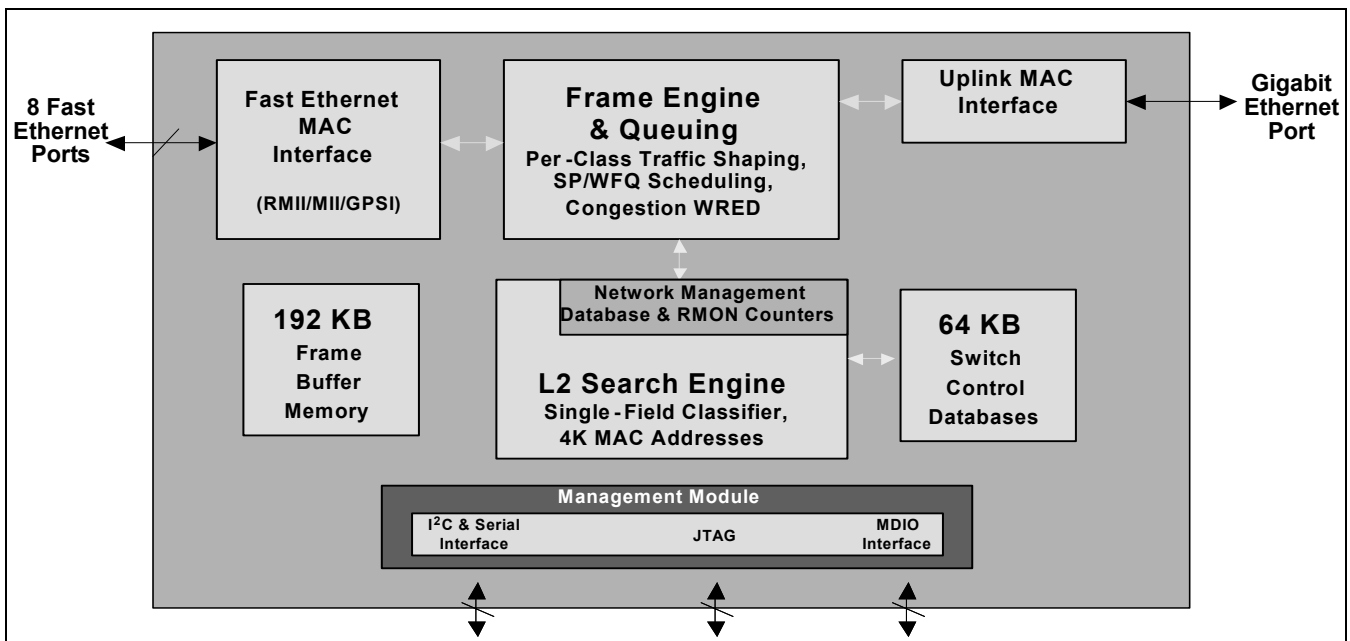 8 Fast
Ethernet
Ports
Fast Ethernet
MAC
Interface
(RMII/MII/GPSI)
Frame Engine
& Queuing
Per-Class Traffic Shaping,
SP/WFQ Scheduling,
Congestion WRED
Uplink MAC
Interface
Gigabit
Ethernet
Port
192 KB
Frame
Buffer
Memory
Network Management
Database & RMON Counters
L2 Search Engine
Single-Field Classifier,
4K MAC Addresses
64 KB
Switch
Control
Databases
Management Module
I²C & Serial
Interface
JTAG
MDIO
Interface